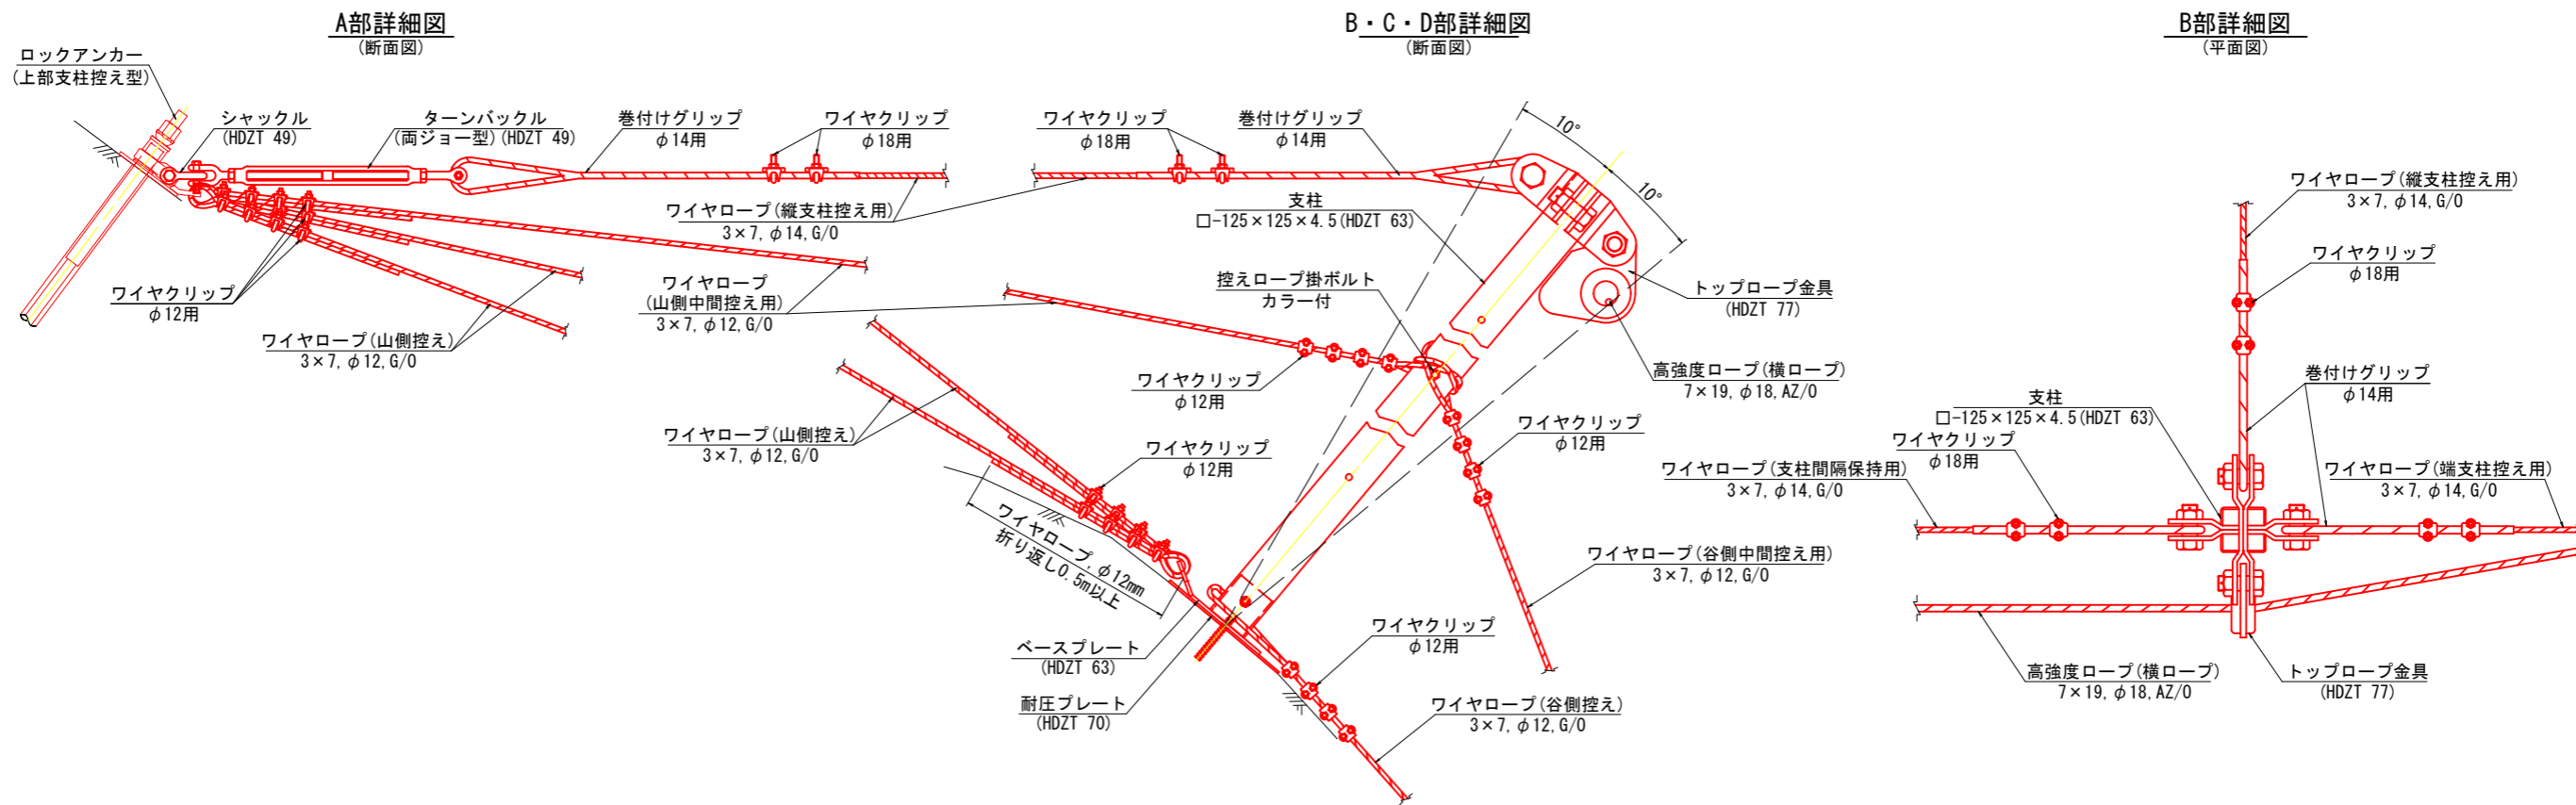 A部詳細図
(断面図)
ロックアンカー
(上部支柱控え型)
シャックル
(HDZT 49)
ターンバックル
(両ジョー型)(HDZT 49)
巻付けグリップ
φ14用
ワイヤクリップ
φ18用
ワイヤロープ(縦支柱控え用)
3×7, φ14, G/O
ワイヤクリップ
φ12用
ワイヤロープ(山側控え)
3×7, φ12, G/O
ワイヤロープ
(山側中間控え用)
3×7, φ12, G/O
B・C・D部詳細図
(断面図)
ワイヤクリップ
φ18用
巻付けグリップ
φ14用
10°
10°
支柱
□-125×125×4.5(HDZT 63)
控えロープ掛ボルト
カラー付
トップロープ金具
(HDZT 77)
高強度ロープ(横ロープ)
7×19, φ18, AZ/O
ワイヤクリップ
φ12用
ワイヤロープ(山側控え)
3×7, φ12, G/O
ワイヤクリップ
φ12用
ワイヤクリップ
φ12用
ワイヤロープ, φ12mm
折り返し0.5m以上
ワイヤロープ(谷側中間控え用)
3×7, φ12, G/O
ベースプレート
(HDZT 63)
耐圧プレート
(HDZT 70)
ワイヤクリップ
φ12用
ワイヤロープ(谷側控え)
3×7, φ12, G/O
B部詳細図
(平面図)
ワイヤロープ(縦支柱控え用)
3×7, φ14, G/O
ワイヤクリップ
φ18用
巻付けグリップ
φ14用
支柱
□-125×125×4.5(HDZT 63)
ワイヤクリップ
φ18用
ワイヤロープ(支柱間隔保持用)
3×7, φ14, G/O
ワイヤロープ(端支柱控え用)
3×7, φ14, G/O
高強度ロープ(横ロープ)
7×19, φ18, AZ/O
トップロープ金具
(HDZT 77)